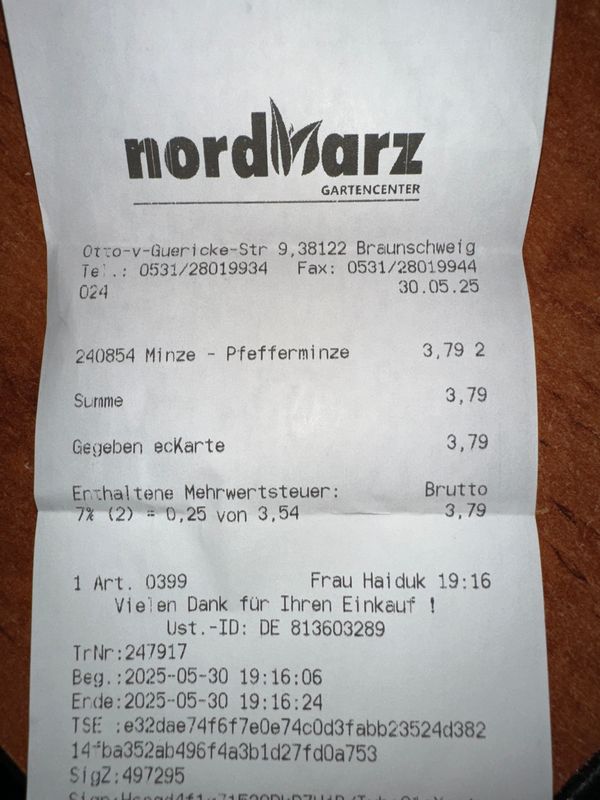 nordharz
GARTENCENTER
Otto-v-Guericke-Str 9,38122 Braunschweig
Tel.: 0531/28019934 Fax: 0531/28019944
024 30.05.25
240854 Minze - Pfefferminze 3,79 2
Summe 3,79
Gegeben ecKarte 3,79
Enthaltene Mehrwertsteuer: Brutto
7% (2) = 0,25 von 3,54 3,79
1 Art. 0399 Frau Haiduk 19:16
Vielen Dank für Ihren Einkauf !
Ust.-ID: DE 813603289
TrNr:247917
Beg.:2025-05-30 19:16:06
Ende:2025-05-30 19:16:24
TSE :e32dae74f6f7e0e74c0d3fabb23524d382
14fba352ab496f4a3b1d27fd0a753
SigZ:497295